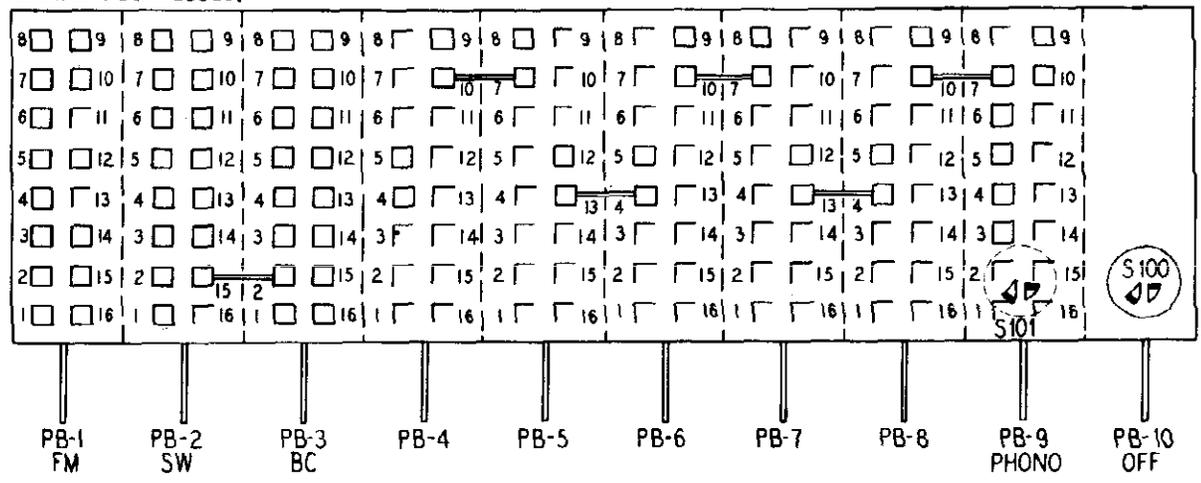 8 9 8 9 8 9 8 9 8 9 8 9 8 9 8 9 8 9
7 10 7 10 7 10 7 10 7 10 7 10 7 10 7 10 7 10
6 11 6 11 6 11 6 11 6 11 6 11 6 11 6 11 6 11
5 12 5 12 5 12 5 12 5 12 5 12 5 12 5 12 5 12
4 13 4 13 4 13 4 13 4 13 4 13 4 13 4 13 4 13
3 14 3 14 3 14 3 14 3 14 3 14 3 14 3 14 3 14
2 15 2 15 2 15 2 15 2 15 2 15 2 15 2 15 2 15 S100
1 16 1 16 1 16 1 16 1 16 1 16 1 16 1 16 1 16
S101
PB-1 PB-2 PB-3 PB-4 PB-5 PB-6 PB-7 PB-8 PB-9 PB-10
FM SW BC PHONO OFF